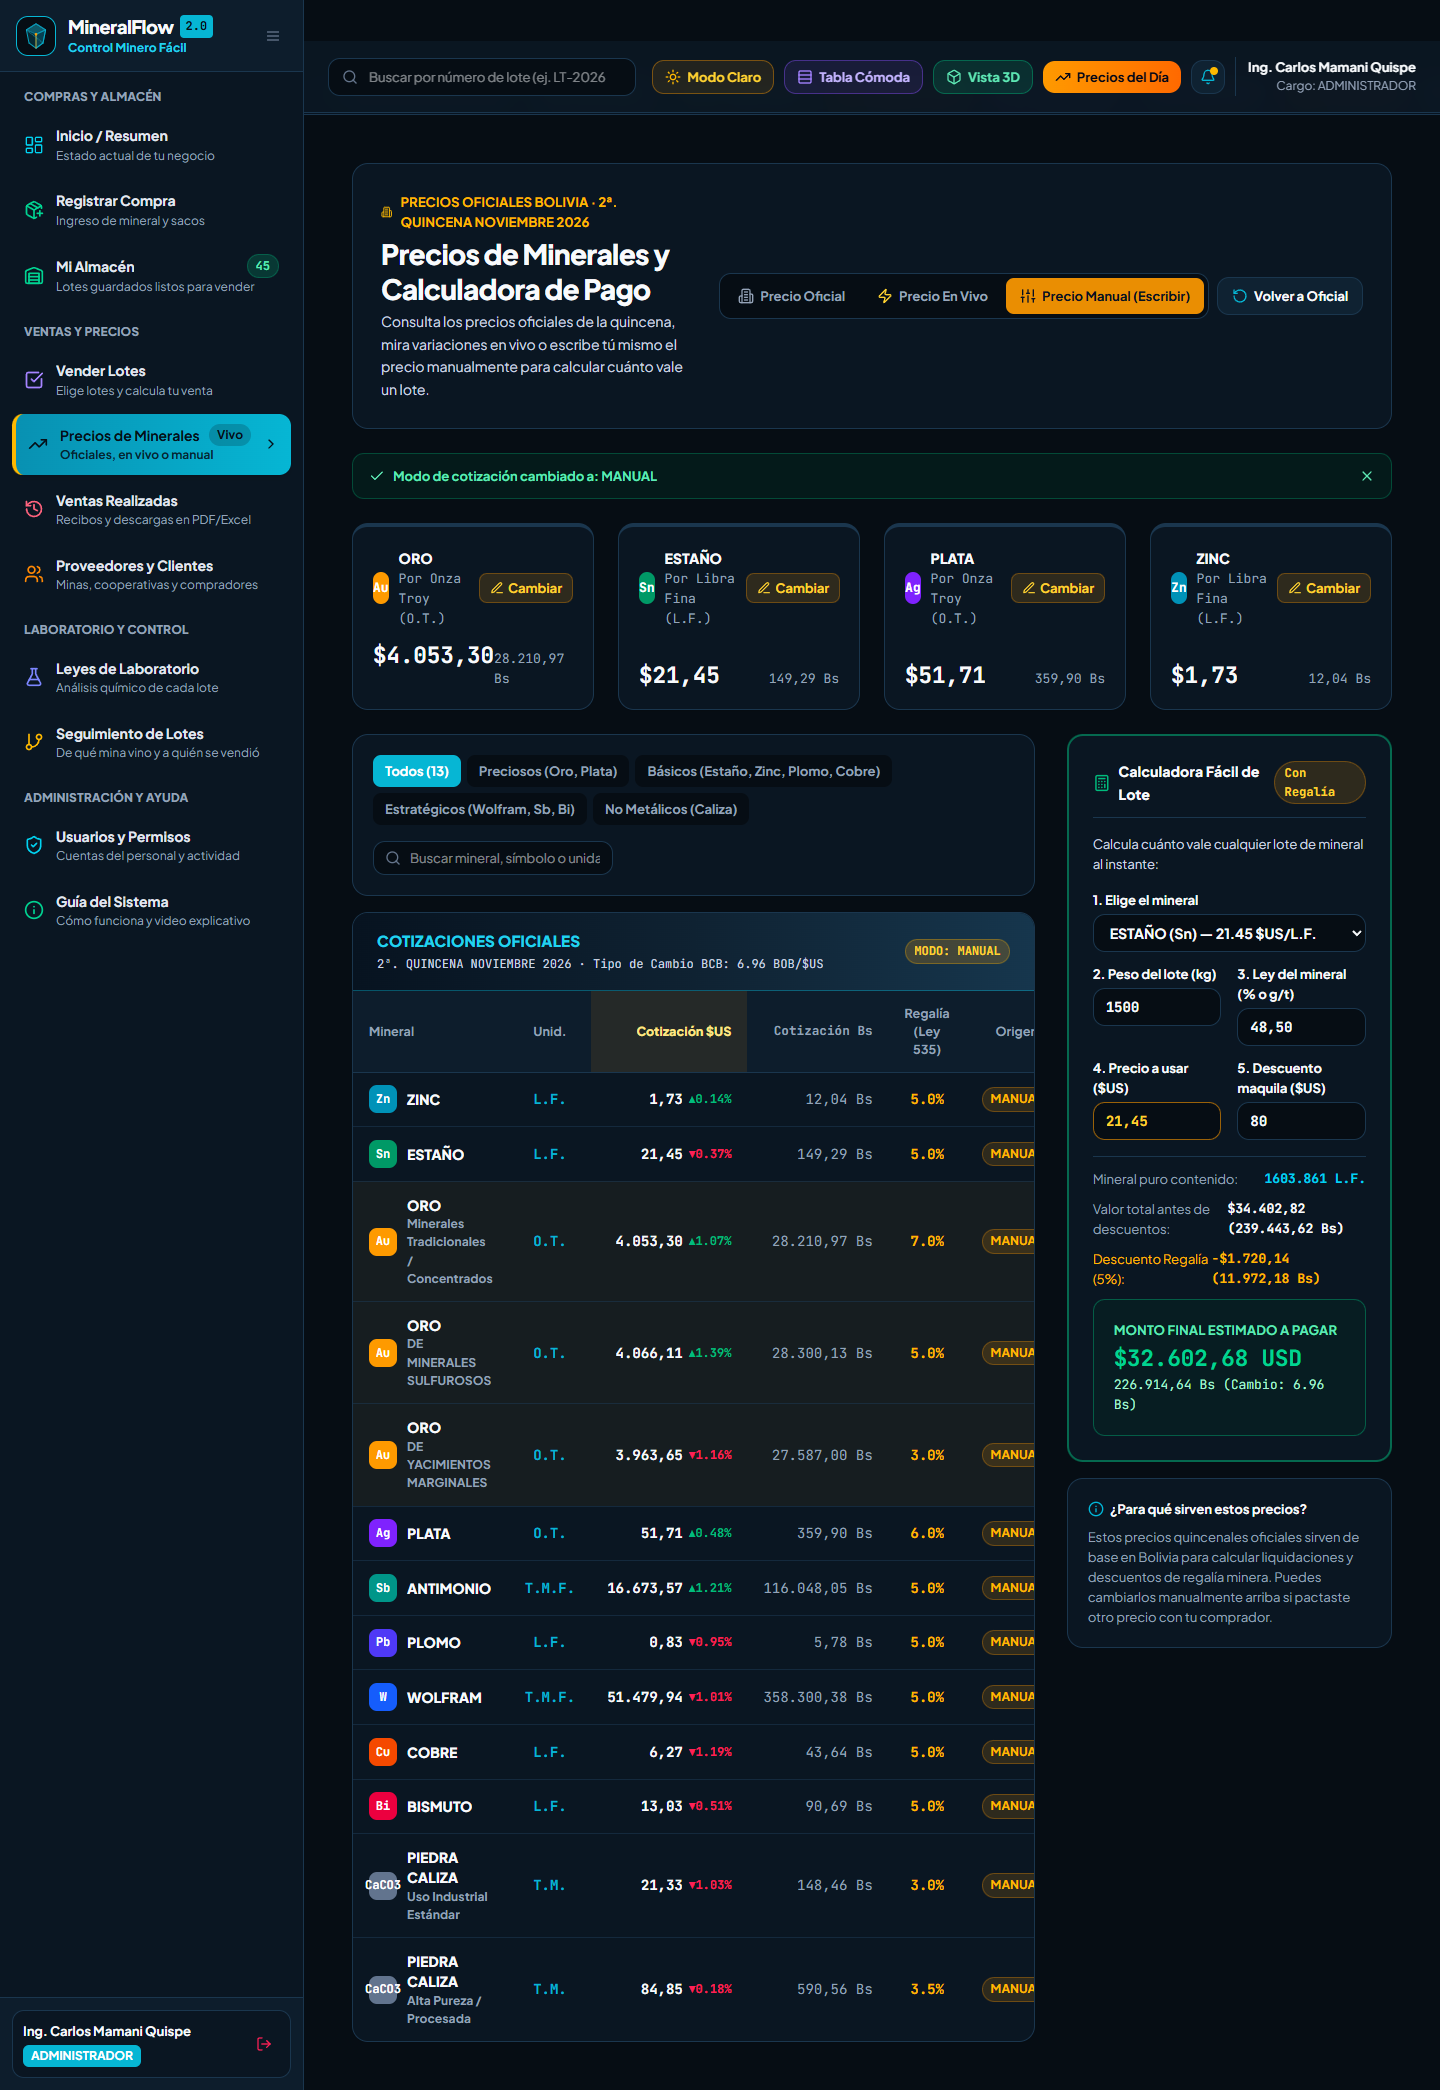 MineralFlow 2.0
Control Minero Fácil
COMPRAS Y ALMACÉN
Inicio / Resumen
Estado actual de tu negocio
Registrar Compra
Ingreso de mineral y sacos
Mi Almacén
45
Lotes guardados listos para vender
VENTAS Y PRECIOS
Vender Lotes
Elige lotes y calcula tu venta
Precios de Minerales
Vivo
Oficiales, en vivo o manual
Ventas Realizadas
Recibos y descargas en PDF/Excel
Proveedores y Clientes
Minas, cooperativas y compradores
LABORATORIO Y CONTROL
Leyes de Laboratorio
Análisis químico de cada lote
Seguimiento de Lotes
De qué mina vino y a quién se vendió
ADMINISTRACIÓN Y AYUDA
Usuarios y Permisos
Cuentas del personal y actividad
Guía del Sistema
Cómo funciona y video explicativo
Ing. Carlos Mamani Quispe
ADMINISTRADOR
Buscar por número de lote (ej. LT-2026
Modo Claro
Tabla Cómoda
Vista 3D
Precios del Día
Ing. Carlos Mamani Quispe
Cargo: ADMINISTRADOR
PRECIOS OFICIALES BOLIVIA · 2ª.
QUINCENA NOVIEMBRE 2026
Precios de Minerales y
Calculadora de Pago
Consulta los precios oficiales de la quincena,
mira variaciones en vivo o escribe tú mismo el
precio manualmente para calcular cuánto vale
un lote.
Precio Oficial
Precio En Vivo
Precio Manual (Escribir)
Volver a Oficial
Modo de cotización cambiado a: MANUAL
Au
ORO
Por Onza
Troy
(O.T.)
Cambiar
$4.053,30
28.210,97
Bs
Sn
ESTAÑO
Por Libra
Fina
(L.F.)
Cambiar
$21,45
149,29 Bs
Ag
PLATA
Por Onza
Troy
(O.T.)
Cambiar
$51,71
359,90 Bs
Zn
ZINC
Por Libra
Fina
(L.F.)
Cambiar
$1,73
12,04 Bs
Todos (13)
Preciosos (Oro, Plata)
Básicos (Estaño, Zinc, Plomo, Cobre)
Estratégicos (Wolfram, Sb, Bi)
No Metálicos (Caliza)
Buscar mineral, símbolo o unida
COTIZACIONES OFICIALES
2ª. QUINCENA NOVIEMBRE 2026 · Tipo de Cambio BCB: 6.96 BOB/$US
MODO: MANUAL
Mineral
Unid.
Cotización $US
Cotización Bs
Regalía
(Ley
535)
Origen
Zn ZINC L.F. 1,73 ▲0.14% 12,04 Bs 5.0% MANUA
Sn ESTAÑO L.F. 21,45 ▼0.37% 149,29 Bs 5.0% MANUA
ORO
Minerales
Tradicionales
/
Concentrados
Au O.T. 4.053,30 ▲1.07% 28.210,97 Bs 7.0% MANUA
ORO
DE
MINERALES
SULFUROSOS
Au O.T. 4.066,11 ▲1.39% 28.300,13 Bs 5.0% MANUA
ORO
DE
YACIMIENTOS
MARGINALES
Au O.T. 3.963,65 ▼1.16% 27.587,00 Bs 3.0% MANUA
Ag PLATA O.T. 51,71 ▲0.48% 359,90 Bs 6.0% MANUA
Sb ANTIMONIO T.M.F. 16.673,57 ▲1.21% 116.048,05 Bs 5.0% MANUA
Pb PLOMO L.F. 0,83 ▼0.95% 5,78 Bs 5.0% MANUA
W WOLFRAM T.M.F. 51.479,94 ▼1.01% 358.300,38 Bs 5.0% MANUA
Cu COBRE L.F. 6,27 ▼1.19% 43,64 Bs 5.0% MANUA
Bi BISMUTO L.F. 13,03 ▼0.51% 90,69 Bs 5.0% MANUA
PIEDRA
CALIZA
Uso Industrial
Estándar
CaCO3 T.M. 21,33 ▼1.03% 148,46 Bs 3.0% MANUA
PIEDRA
CALIZA
Alta Pureza /
Procesada
CaCO3 T.M. 84,85 ▼0.18% 590,56 Bs 3.5% MANUA
Calculadora Fácil de
Lote
Con
Regalía
Calcula cuánto vale cualquier lote de mineral
al instante:
1. Elige el mineral
ESTAÑO (Sn) — 21.45 $US/L.F.
2. Peso del lote (kg)
1500
3. Ley del mineral
(% o g/t)
48,50
4. Precio a usar
($US)
21,45
5. Descuento
maquila ($US)
80
Mineral puro contenido: 1603.861 L.F.
Valor total antes de
descuentos:
$34.402,82
(239.443,62 Bs)
Descuento Regalía
(5%):
-$1.720,14
(11.972,18 Bs)
MONTO FINAL ESTIMADO A PAGAR
$32.602,68 USD
226.914,64 Bs (Cambio: 6.96
Bs)
¿Para qué sirven estos precios?
Estos precios quincenales oficiales sirven de
base en Bolivia para calcular liquidaciones y
descuentos de regalía minera. Puedes
cambiarlos manualmente arriba si pactaste
otro precio con tu comprador.